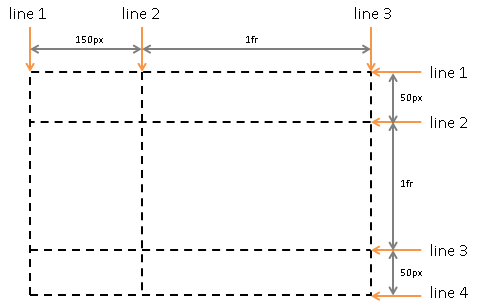 line 1 line 2 line 3
150px 1fr
line 1
50px
line 2
1fr
line 3
50px
line 4